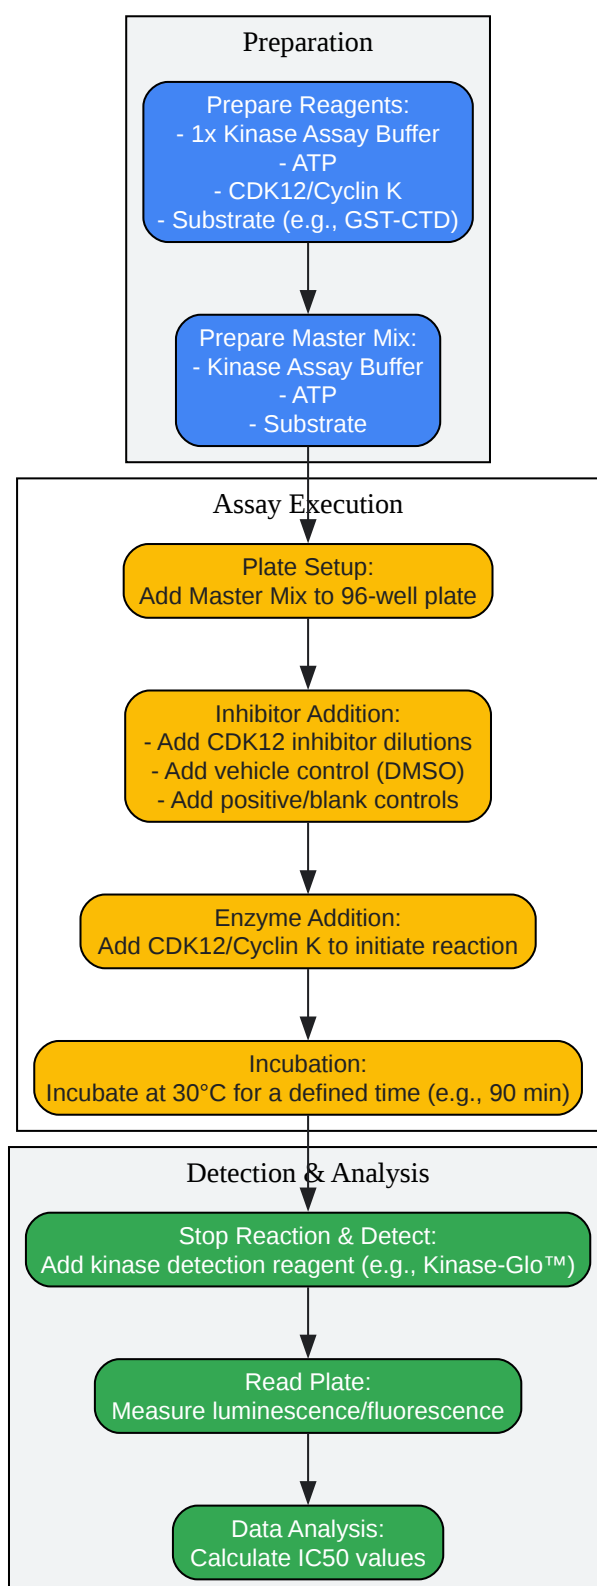 Preparation
Prepare Reagents:
- 1x Kinase Assay Buffer
- ATP
- CDK12/Cyclin K
- Substrate (e.g., GST-CTD)
Prepare Master Mix:
- Kinase Assay Buffer
- ATP
- Substrate
Assay Execution
Plate Setup:
Add Master Mix to 96-well plate
Inhibitor Addition:
- Add CDK12 inhibitor dilutions
- Add vehicle control (DMSO)
- Add positive/blank controls
Enzyme Addition:
Add CDK12/Cyclin K to initiate reaction
Incubation:
Incubate at 30°C for a defined time (e.g., 90 min)
Detection & Analysis
Stop Reaction & Detect:
Add kinase detection reagent (e.g., Kinase-Glo™)
Read Plate:
Measure luminescence/fluorescence
Data Analysis:
Calculate IC50 values